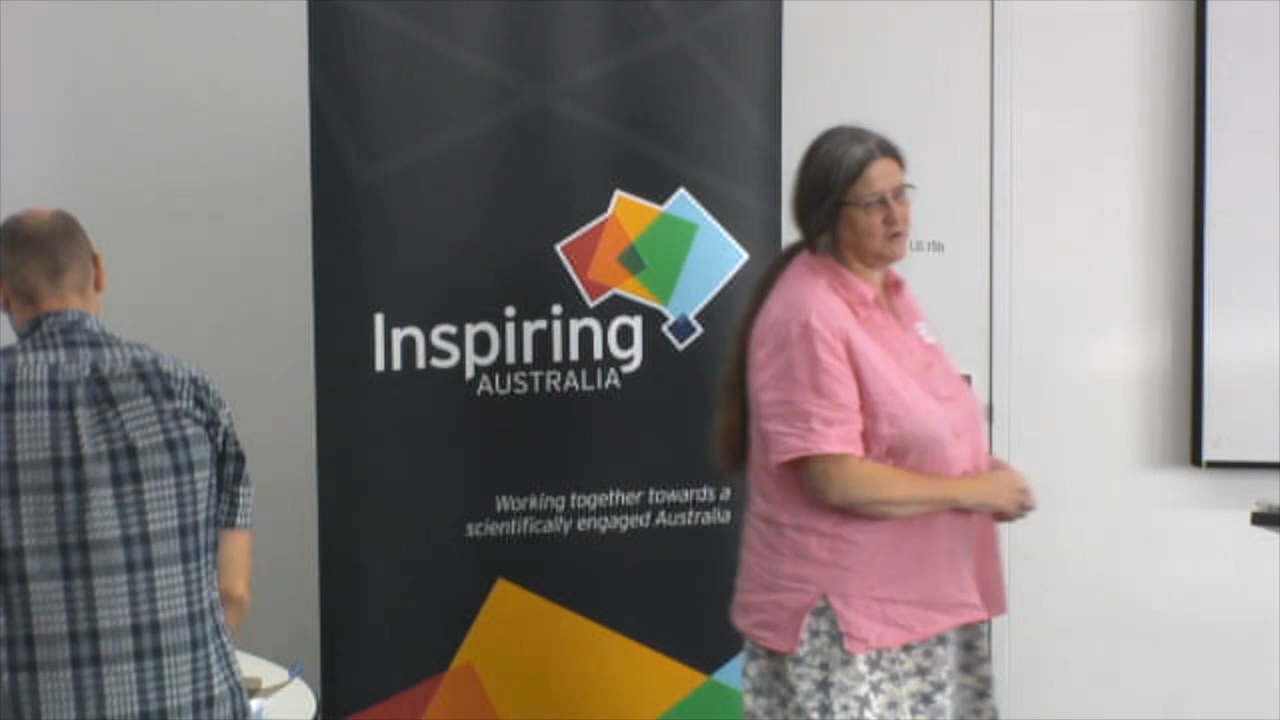 Inspiring
AUSTRALIA
Working together towards a
scientifically engaged Australia